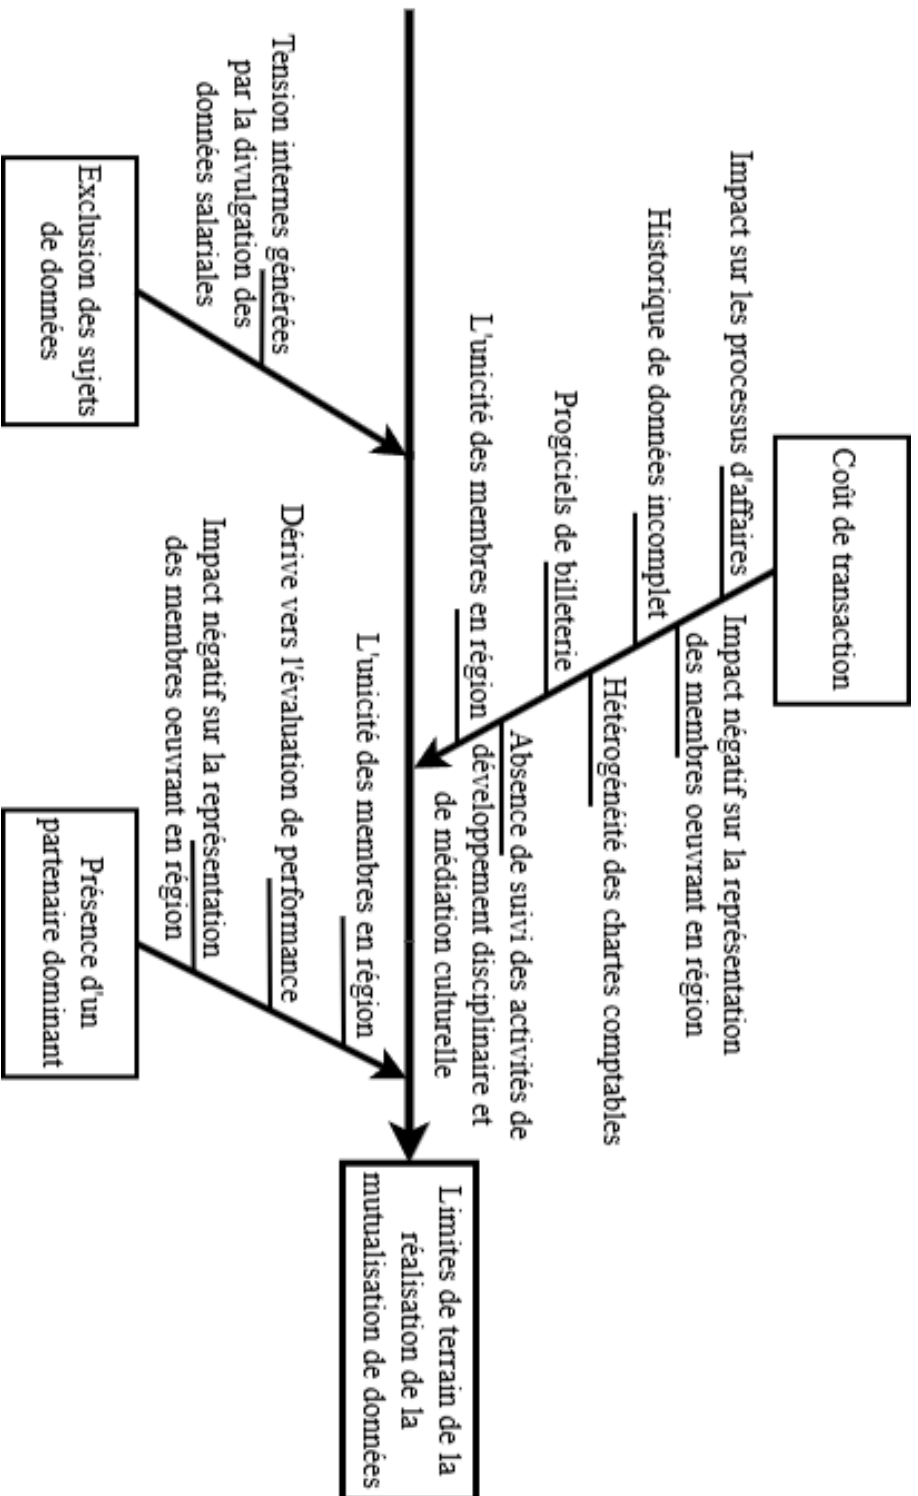 Coût de transaction
Impact sur les processus d'affaires
Historique de données incomplet
Progiciels de billeterie
L'unicité des membres en région
Impact négatif sur la représentation
des membres oeuvrant en région
Hétérogénéité des chartes comptables
Absence de suivi des activités de
développement disciplinaire et
de médiation culturelle
Limites de terrain de la
réalisation de la
mutualisation de données
Tension internes générées
par la divulgation des
données salariales
Exclusion des sujets
de données
L'unicité des membres en région
Dérive vers l'évaluation de performance
Impact négatif sur la représentation
des membres oeuvrant en région
Présence d'un
partenaire dominant